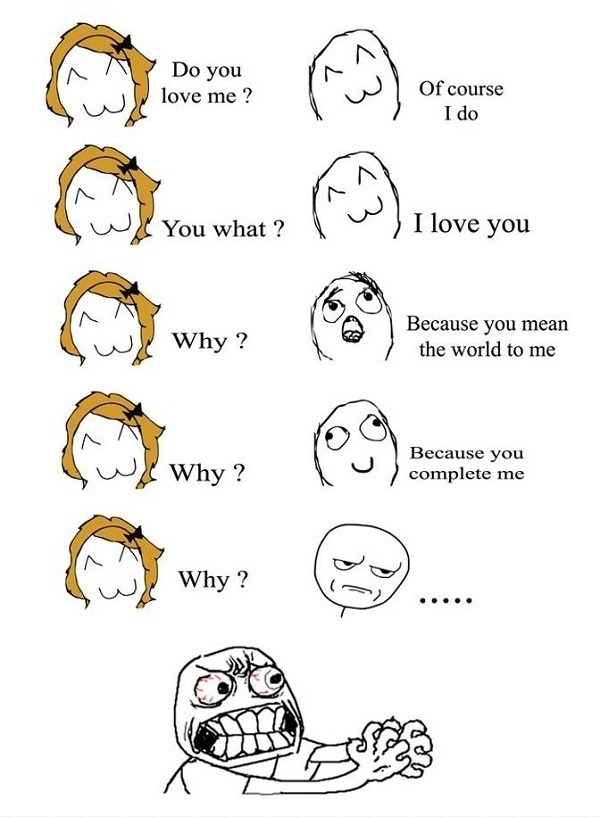 Do you
love me ?
Of course
I do
You what ?
I love you
Why ?
Because you mean
the world to me
Why ?
Because you
complete me
Why ?
.....